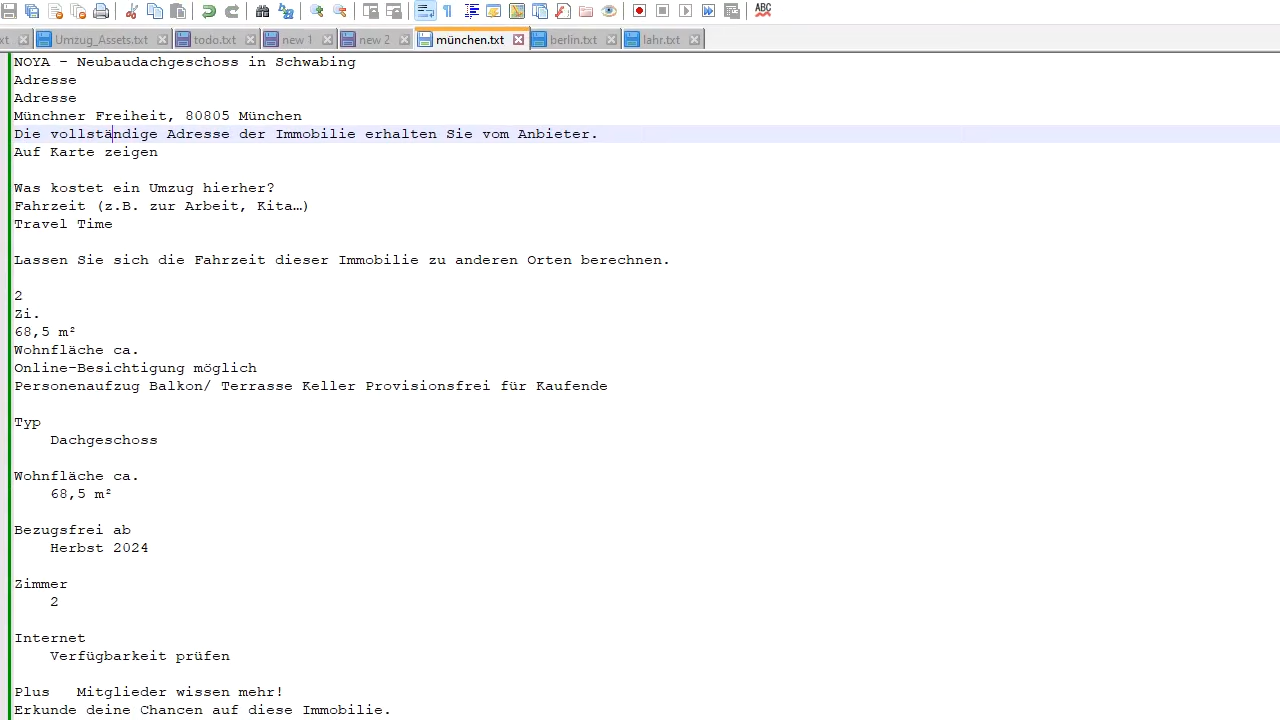 ABC
xt
Umzug_Assets.txt
todo.txt
new 1
new 2
münchen.txt
berlin.txt
lahr.txt
NOYA - Neubaudachgeschoss in Schwabing
Adresse
Adresse
Münchner Freiheit, 80805 München
Die vollständige Adresse der Immobilie erhalten Sie vom Anbieter.
Auf Karte zeigen
Was kostet ein Umzug hierher?
Fahrzeit (z.B. zur Arbeit, Kita…)
Travel Time
Lassen Sie sich die Fahrzeit dieser Immobilie zu anderen Orten berechnen.
2
Zi.
68,5 m²
Wohnfläche ca.
Online-Besichtigung möglich
Personenaufzug Balkon/ Terrasse Keller Provisionsfrei für Kaufende
Typ
Dachgeschoss
Wohnfläche ca.
68,5 m²
Bezugsfrei ab
Herbst 2024
Zimmer
2
Internet
Verfügbarkeit prüfen
Plus   Mitglieder wissen mehr!
Erkunde deine Chancen auf diese Immobilie.